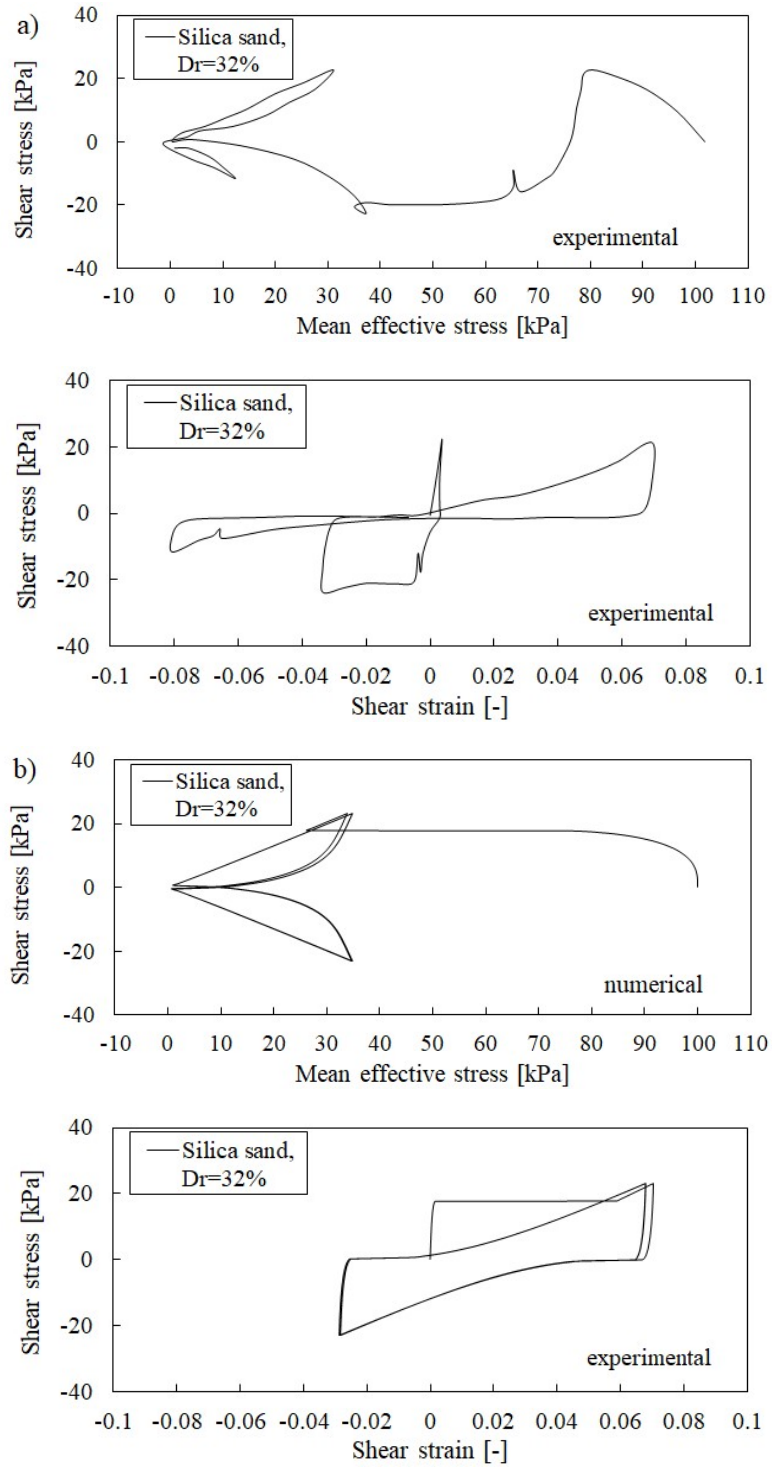 a)
40
20
0
-20
-40
Shear stress [kPa]
Silica sand,
Dr=32%
experimental
-10 0 10 20 30 40 50 60 70 80 90 100 110
Mean effective stress [kPa]
40
20
0
-20
-40
Shear stress [kPa]
Silica sand,
Dr=32%
experimental
-0.1 -0.08 -0.06 -0.04 -0.02 0 0.02 0.04 0.06 0.08 0.1
Shear strain [-]
b)
40
20
0
-20
-40
Shear stress [kPa]
Silica sand,
Dr=32%
numerical
-10 0 10 20 30 40 50 60 70 80 90 100 110
Mean effective stress [kPa]
40
20
0
-20
-40
Shear stress [kPa]
Silica sand,
Dr=32%
experimental
-0.1 -0.08 -0.06 -0.04 -0.02 0 0.02 0.04 0.06 0.08 0.1
Shear strain [-]